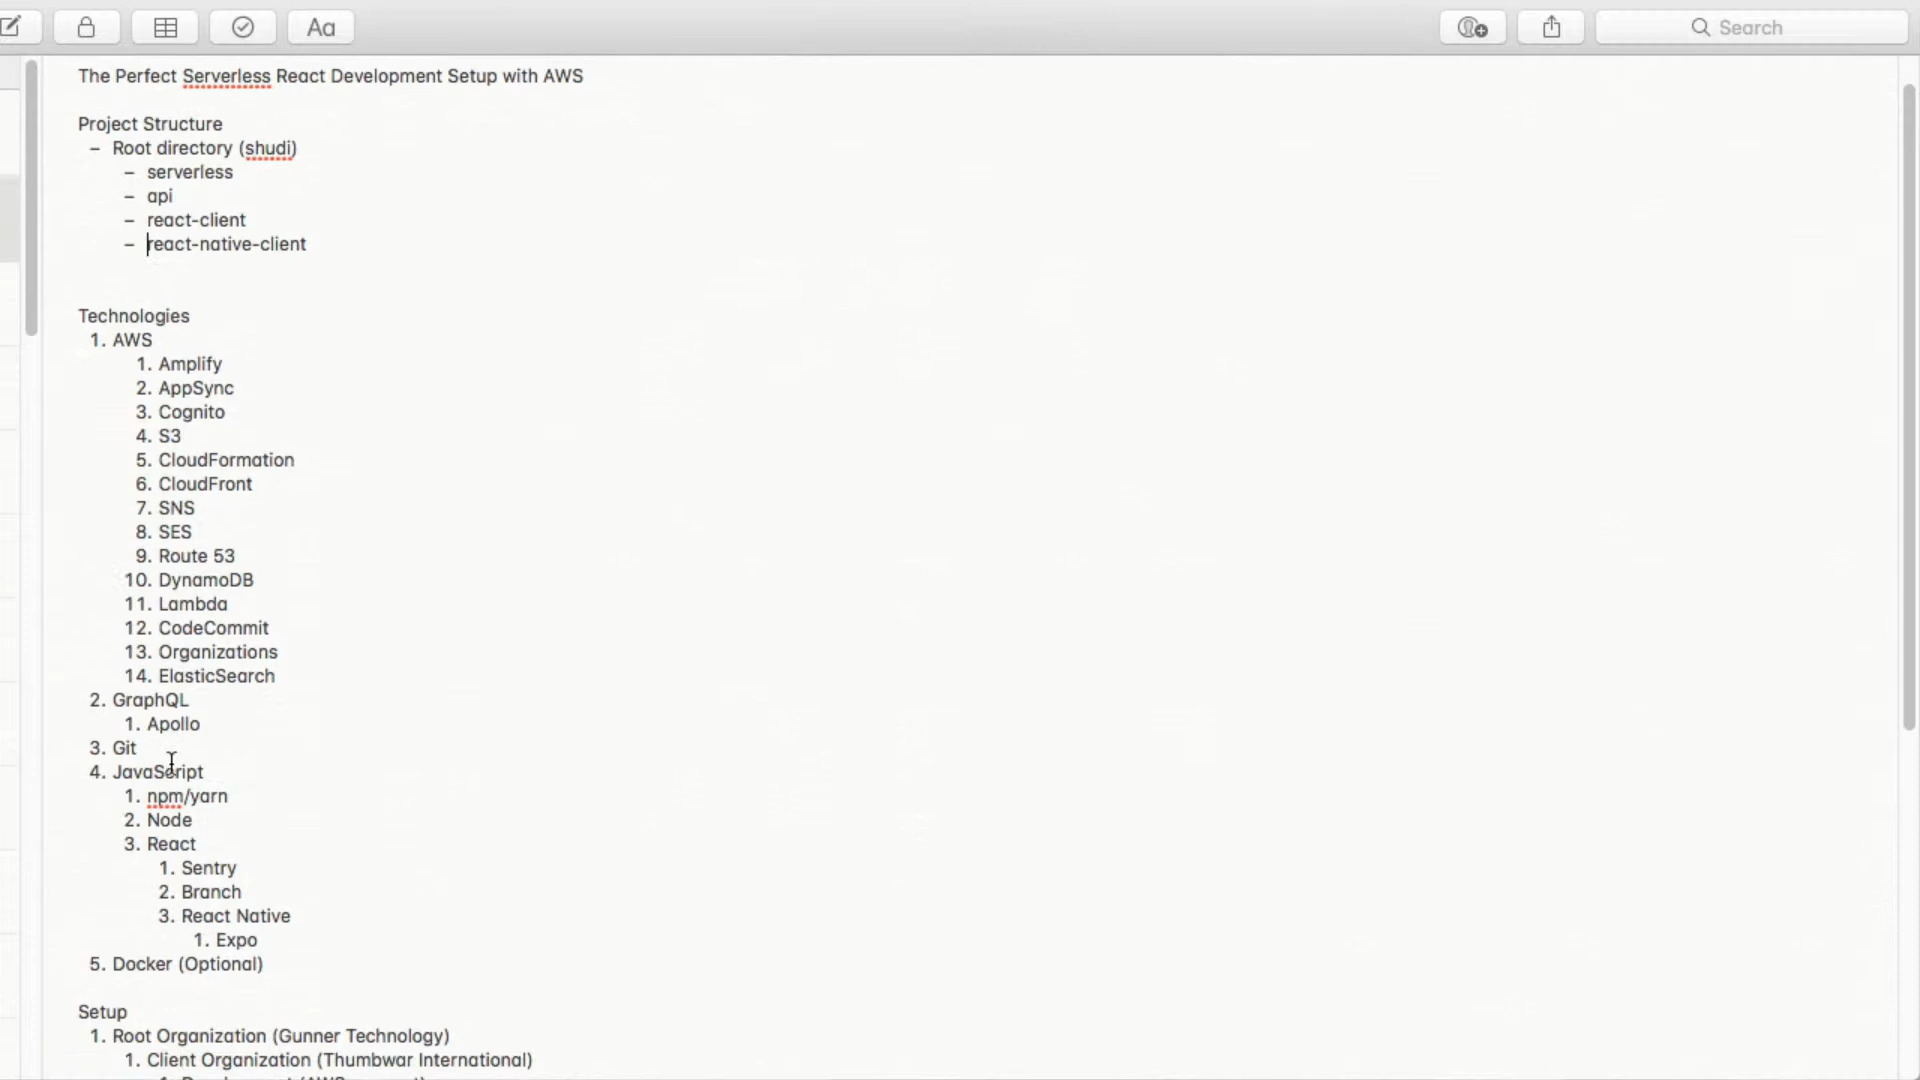 Aa
Search
The Perfect Serverless React Development Setup with AWS
Project Structure
– Root directory (shudi)
– serverless
– api
– react-client
– react-native-client
Technologies
1. AWS
1. Amplify
2. AppSync
3. Cognito
4. S3
5. CloudFormation
6. CloudFront
7. SNS
8. SES
9. Route 53
10. DynamoDB
11. Lambda
12. CodeCommit
13. Organizations
14. ElasticSearch
2. GraphQL
1. Apollo
3. Git
4. JavaScript
1. npm/yarn
2. Node
3. React
1. Sentry
2. Branch
3. React Native
1. Expo
5. Docker (Optional)
Setup
1. Root Organization (Gunner Technology)
1. Client Organization (Thumbwar International)